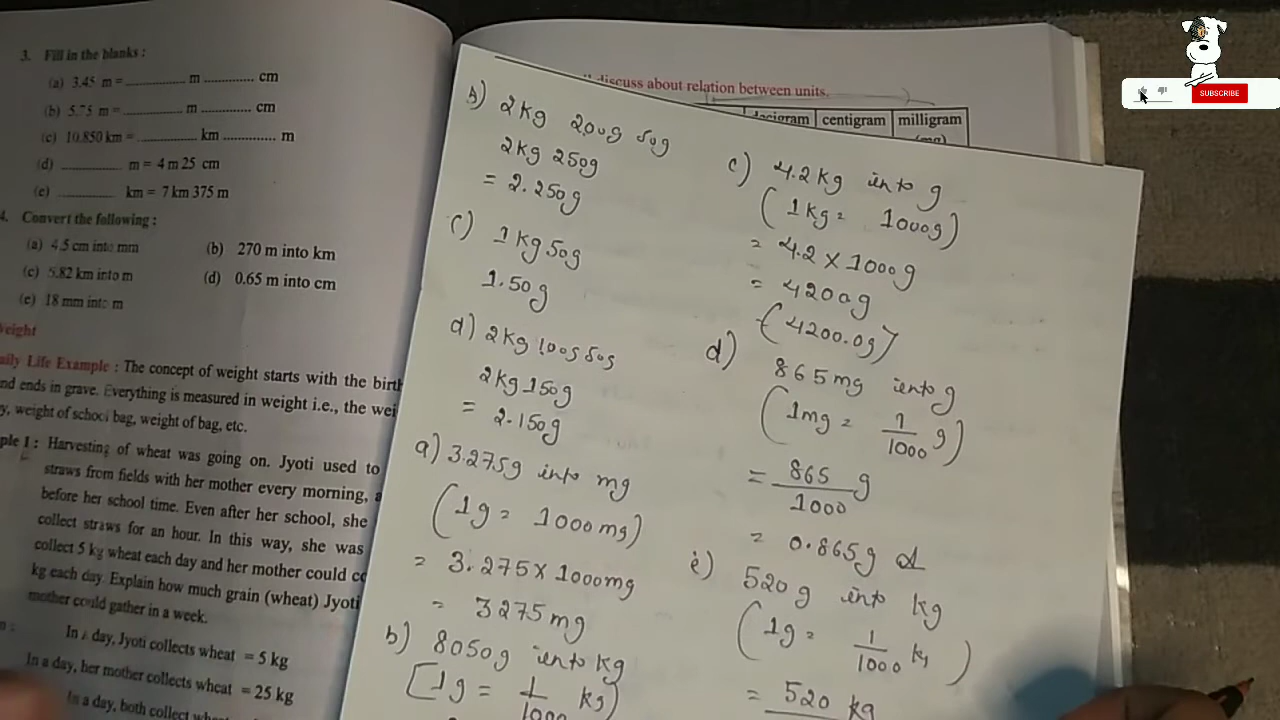 3. Fill in the blanks :
(a) 3.45 m = ............ m ............ cm
(b) 5.75 m = ............ m ............ cm
(c) 10.850 km = ............ km ............ m
(d) ............ m = 4 m 25 cm
(e) ............ km = 7 km 375 m
4. Convert the following :
(a) 4.5 cm into mm (b) 270 m into km
(c) 5.82 km into m (d) 0.65 m into cm
(e) 18 mm into m
Weight
Daily Life Example : The concept of weight starts with the birth
and ends in grave. Everything is measured in weight i.e., the
weight of school bag, weight of bag, etc.
1 : Harvesting of wheat was going on. Jyoti used to
straws from fields with her mother every morning,
before her school time. Even after her school, she
collect straws for an hour. In this way, she was
collect 5 kg wheat each day and her mother could
kg each day. Explain how much grain (wheat) Jyoti
mother could gather in a week.
In a day, Jyoti collects wheat = 5 kg
In a day, her mother collects wheat = 25 kg
In a day, both collect
discuss about relation between units.
decigram centigram milligram
(mg)
b) 2kg 200g 50g
2kg 250g
= 2.250g
c) 1kg 50g
1.50g
d) 2kg 100g 50g
2kg 150g
= 2.150g
a) 3.275g into mg
(1g = 1000mg)
= 3.275 x 1000mg
= 3275mg
b) 8050g into kg
[1g = 1/1000 kg)
c) 4.2kg into g
(1kg = 1000g)
= 4.2 x 1000g
= 4200g
(4200.0g)
d) 865mg into g
(1mg = 1/1000 g)
= 865/1000 g
= 0.865g
e) 520g into kg
(1g = 1/1000 kg)
= 520 kg
SUBSCRIBE